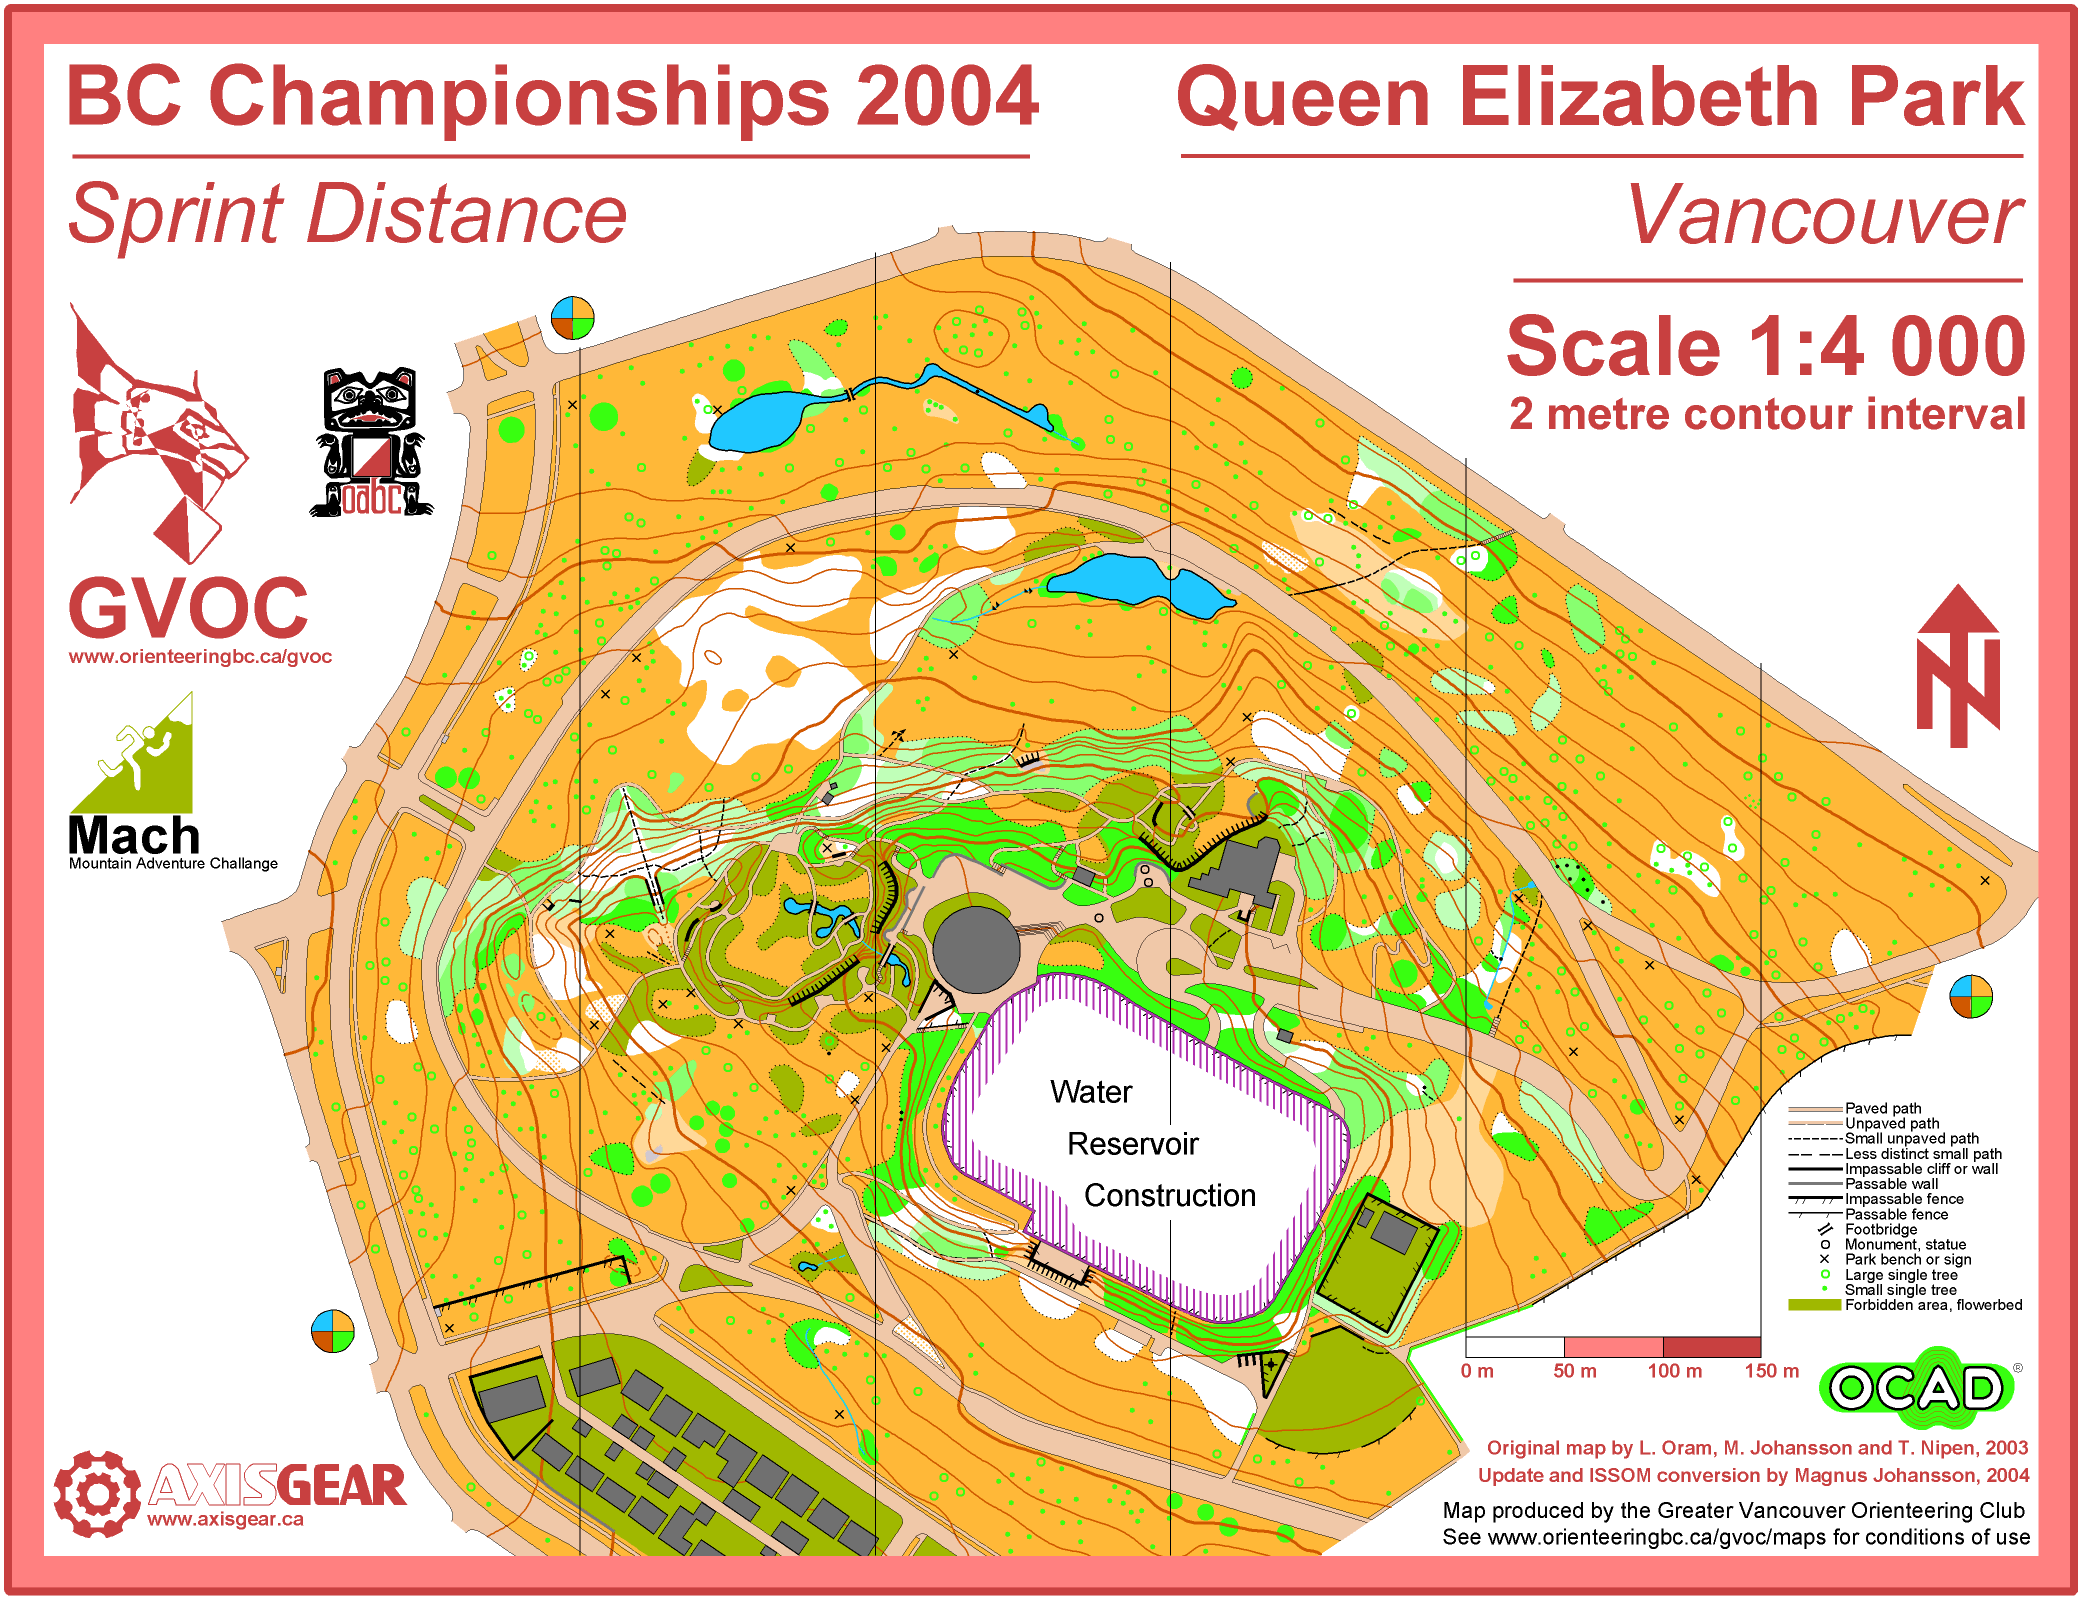 BC Championships 2004
Queen Elizabeth Park
Sprint Distance
Vancouver
Scale 1:4 000
2 metre contour interval
oabc
GVOC
www.orienteeringbc.ca/gvoc
Mach
Mountain Adventure Challange
Water
Reservoir
Construction
N
Paved path
Unpaved path
Small unpaved path
Less distinct small path
Impassable cliff or wall
Passable wall
Impassable fence
Passable fence
Footbridge
Monument, statue
Park bench or sign
Large single tree
Small single tree
Forbidden area, flowerbed
0 m 50 m 100 m 150 m
OCAD ®
Original map by L. Oram, M. Johansson and T. Nipen, 2003
Update and ISSOM conversion by Magnus Johansson, 2004
Map produced by the Greater Vancouver Orienteering Club
See www.orienteeringbc.ca/gvoc/maps for conditions of use
AXISGEAR
www.axisgear.ca